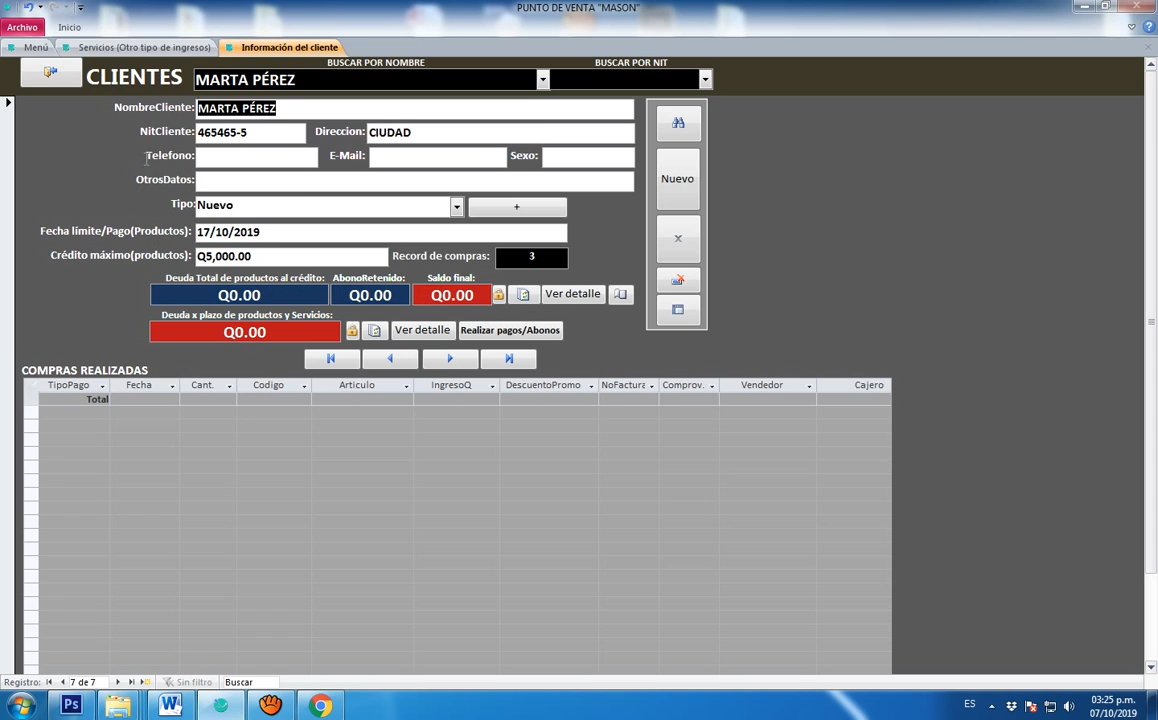 PUNTO DE VENTA "MASON"
Archivo Inicio
Menú Servicios (Otro tipo de ingresos) Información del cliente
BUSCAR POR NOMBRE BUSCAR POR NIT
CLIENTES MARTA PÉREZ
NombreCliente: MARTA PÉREZ
NitCliente: 465465-5 Direccion: CIUDAD
Telefono: E-Mail: Sexo:
OtrosDatos:
Nuevo
Tipo: Nuevo +
Fecha límite/Pago(Productos): 17/10/2019
Crédito máximo(productos): Q5,000.00 Record de compras: 3
Deuda Total de productos al crédito: AbonoRetenido: Saldo final:
Q0.00 Q0.00 Q0.00 Ver detalle
Deuda x plazo de productos y Servicios:
Q0.00 Ver detalle Realizar pagos/Abonos
COMPRAS REALIZADAS
TipoPago Fecha Cant. Codigo Articulo IngresoQ DescuentoPromo NoFactura Comprov. Vendedor Cajero
Total
Registro: 7 de 7 Sin filtro Buscar
Ps W ES 03:25 p.m.
07/10/2019